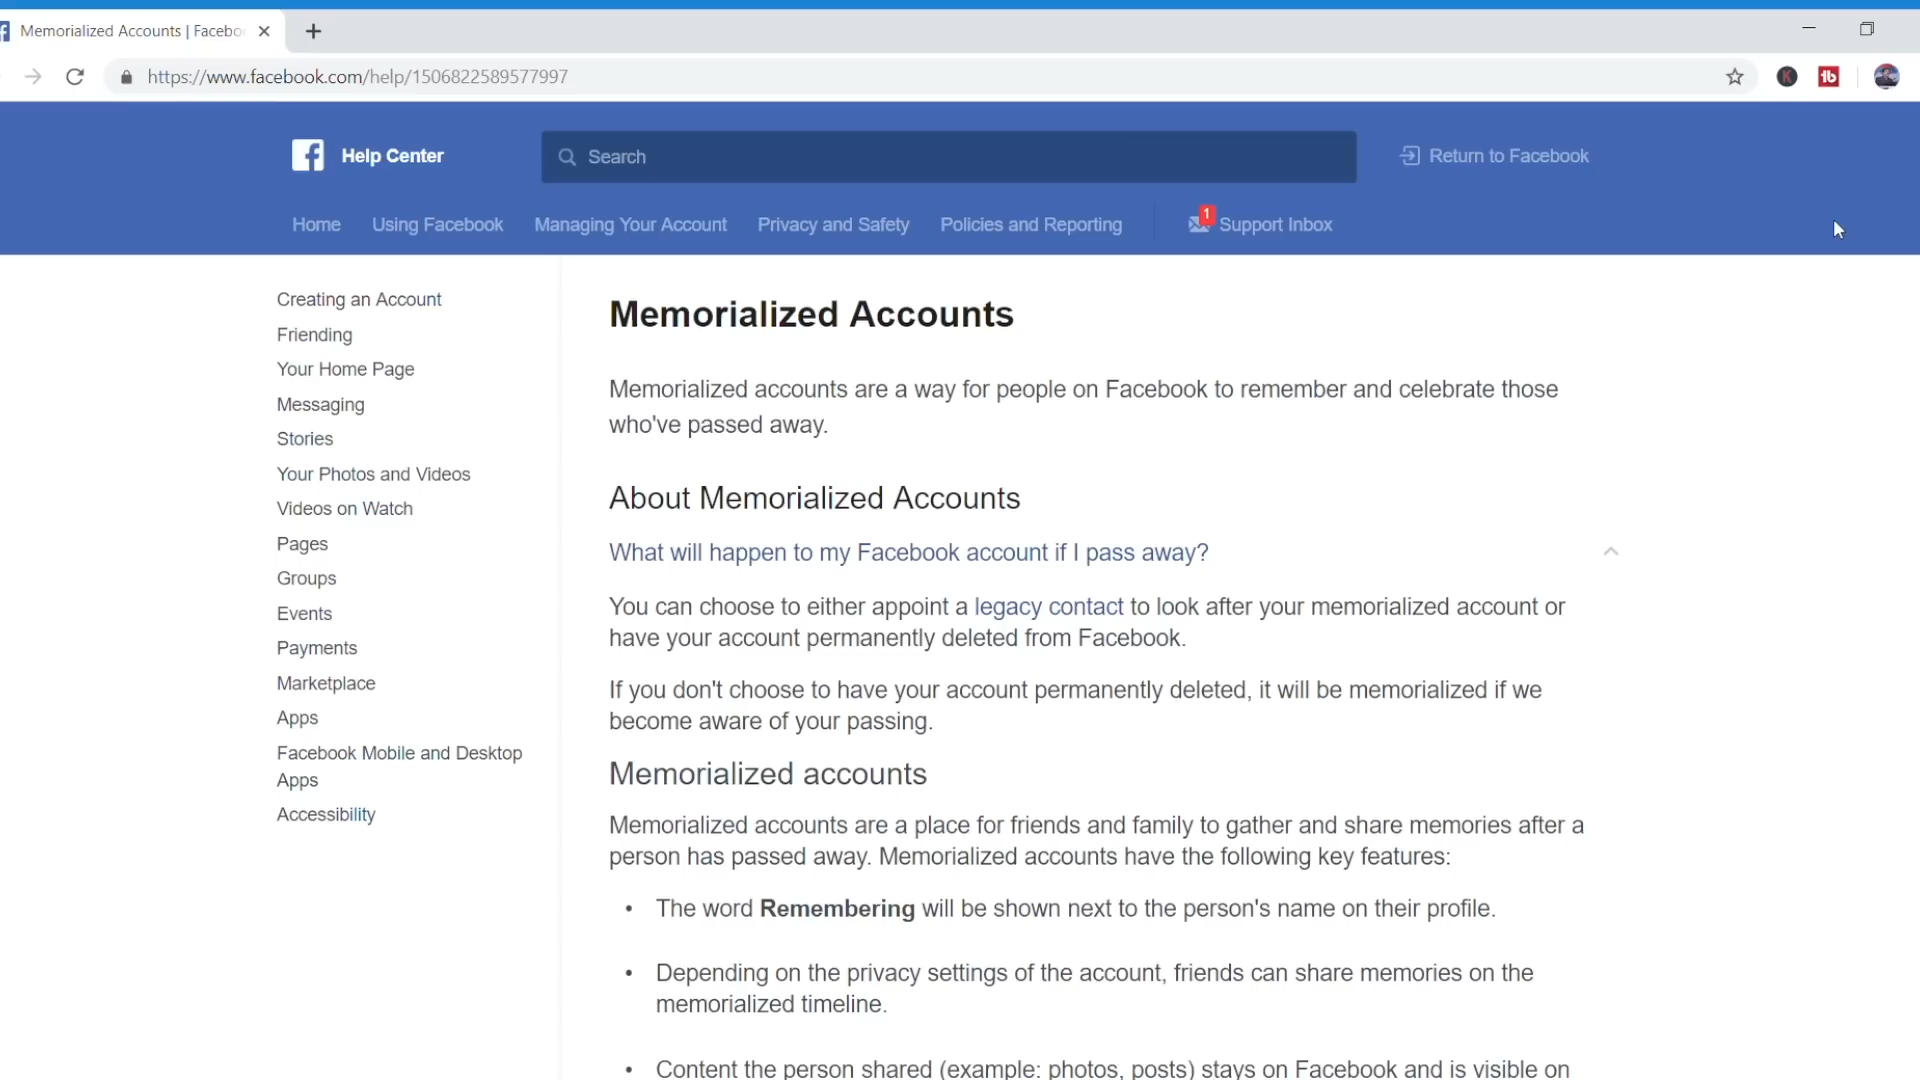 Memorialized Accounts | Facebo
https://www.facebook.com/help/1506822589577997
K
tb
Help Center
Search
Return to Facebook
Home
Using Facebook
Managing Your Account
Privacy and Safety
Policies and Reporting
1
Support Inbox
Creating an Account
Friending
Your Home Page
Messaging
Stories
Your Photos and Videos
Videos on Watch
Pages
Groups
Events
Payments
Marketplace
Apps
Facebook Mobile and Desktop
Apps
Accessibility
Memorialized Accounts
Memorialized accounts are a way for people on Facebook to remember and celebrate those
who've passed away.
About Memorialized Accounts
What will happen to my Facebook account if I pass away?
You can choose to either appoint a legacy contact to look after your memorialized account or
have your account permanently deleted from Facebook.
If you don't choose to have your account permanently deleted, it will be memorialized if we
become aware of your passing.
Memorialized accounts
Memorialized accounts are a place for friends and family to gather and share memories after a
person has passed away. Memorialized accounts have the following key features:
• The word Remembering will be shown next to the person's name on their profile.
• Depending on the privacy settings of the account, friends can share memories on the
memorialized timeline.
• Content the person shared (example: photos, posts) stays on Facebook and is visible on